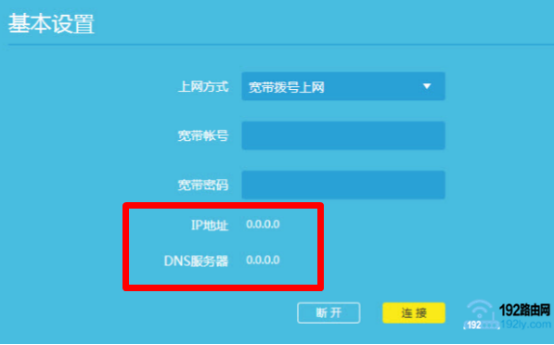 基本设置
上网方式 宽带拨号上网
宽带帐号
宽带密码
IP地址 0.0.0.0
DNS服务器 0.0.0.0
断开 连接
192路由网
192ly.com